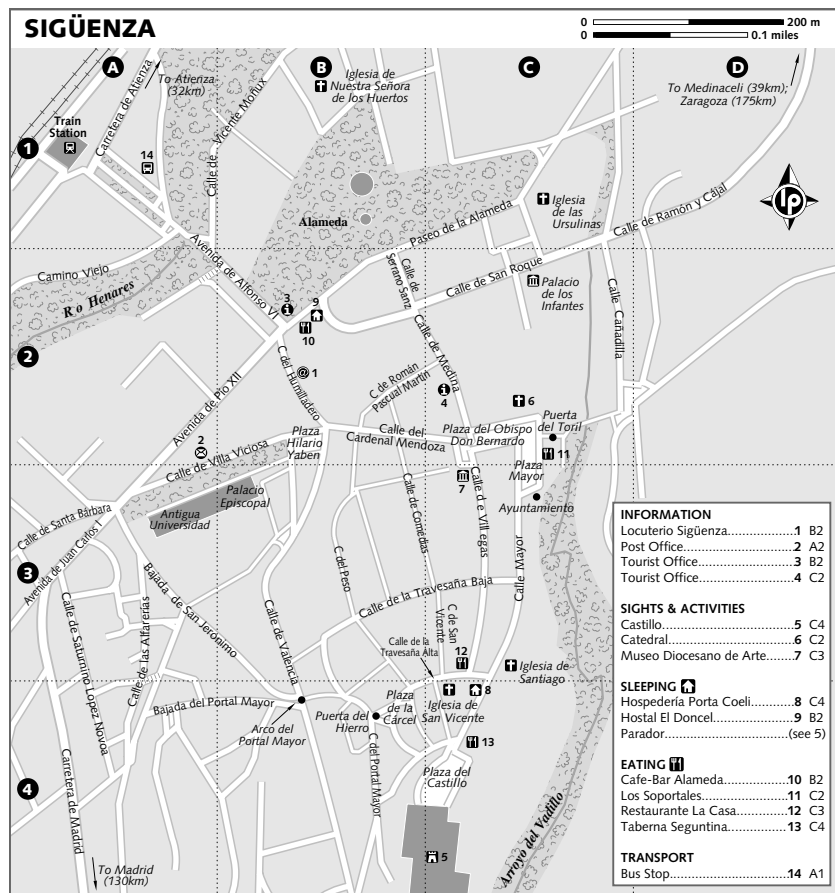 SIGÜENZA
0 200 m
0 0.1 miles
A
B
C
D
1
2
3
4
To Atienza
(32km)
Carretera de Atienza
Train
Station
14
Calle de Vicente Moñux
Iglesia de
Nuestra Señora
de los Huertos
To Medinaceli (39km);
Zaragoza (175km)
lp
Alameda
Paseo de la Alameda
Iglesia
de las
Ursulinas
Calle de Ramón y Cájal
Camino Viejo
R o Henares
Avenida de Alfonso VI
3
9
10
Calle de
Serrano Sanz
Calle de San Roque
Palacio
de los
Infantes
Calle Cañadilla
Avenida de Pío XII
@ 1
C del Humilladero
C de Román
Pascual Martín
Calle de Medina
4
6
2
Calle de Villa Viciosa
Plaza
Hilario
Yaben
Calle del
Cardenal Mendoza
Plaza del Obispo
Don Bernardo
Puerta
del Toril
11
Plaza
Mayor
7
Ayuntamiento
Palacio
Episcopal
Antigua
Universidad
Calle de Santa Bárbara
Avenida de Juan Carlos I
Calle de Comedias
Calle d e Vill egas
Calle Mayor
C del Peso
Bajada de San Jerónimo
Calle de la Travesaña Baja
Calle de Saturnino Lopez Novoa
Calle de las Alfarerías
Calle de Valencia
C de San
Vicente
Calle de la
Travesaña Alta
12
Iglesia de
Santiago
8
Bajada del Portal Mayor
Arco del
Portal Mayor
Puerta del
Hierro
Plaza
de la
Cárcel
Iglesia de
San Vicente
13
C del Portal Mayor
Plaza del
Castillo
Carretera de Madrid
To Madrid
(130km)
5
Arroyo del Vadillo
INFORMATION
Locuterio Sigüenza..................1 B2
Post Office..................2 A2
Tourist Office..................3 B2
Tourist Office..................4 C2
SIGHTS & ACTIVITIES
Castillo..................5 C4
Catedral..................6 C2
Museo Diocesano de Arte........7 C3
SLEEPING
Hospedería Porta Coeli............8 C4
Hostal El Doncel..................9 B2
Parador..................(see 5)
EATING
Cafe-Bar Alameda..................10 B2
Los Soportales..................11 C2
Restaurante La Casa..............12 C3
Taberna Seguntina..................13 C4
TRANSPORT
Bus Stop..................14 A1